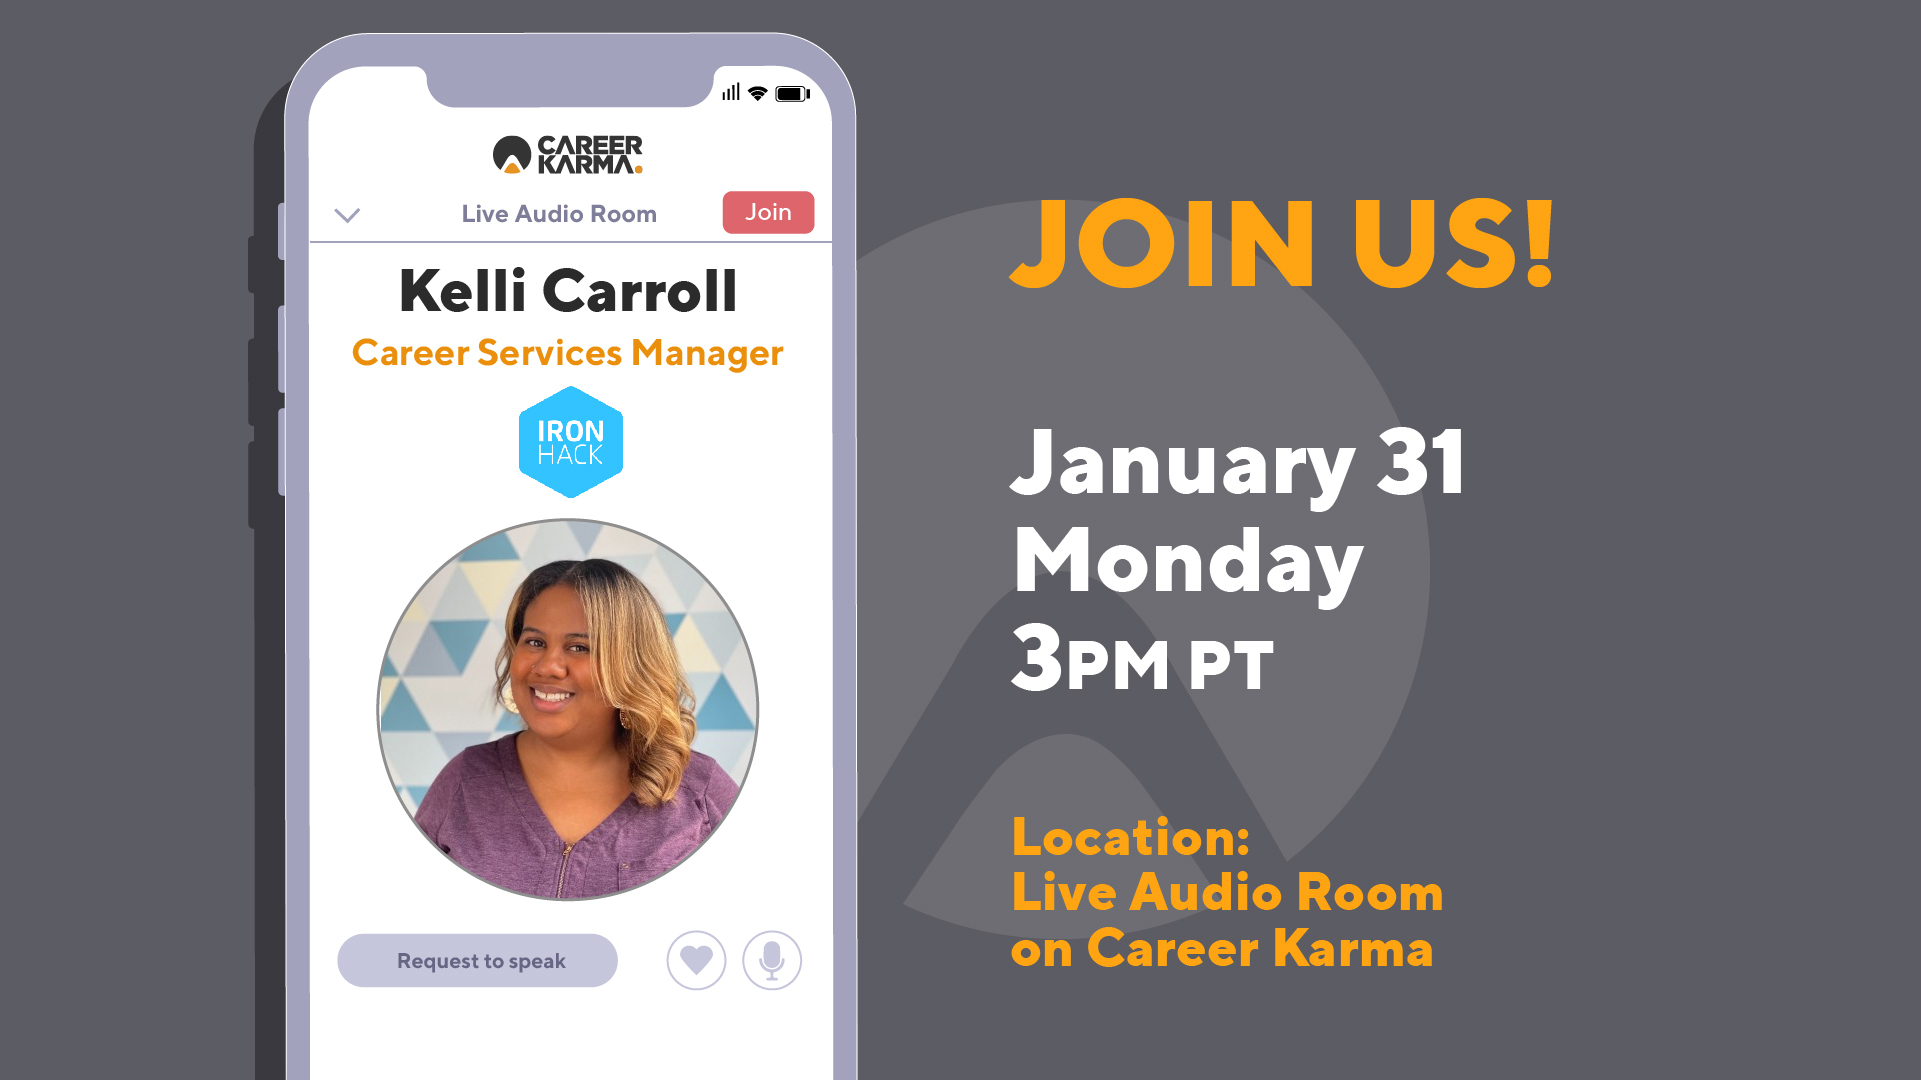 CAREER
KARMA.
Live Audio Room
Join
Kelli Carroll
Career Services Manager
IRON
HACK
Request to speak
JOIN US!
January 31
Monday
3PM PT
Location:
Live Audio Room
on Career Karma